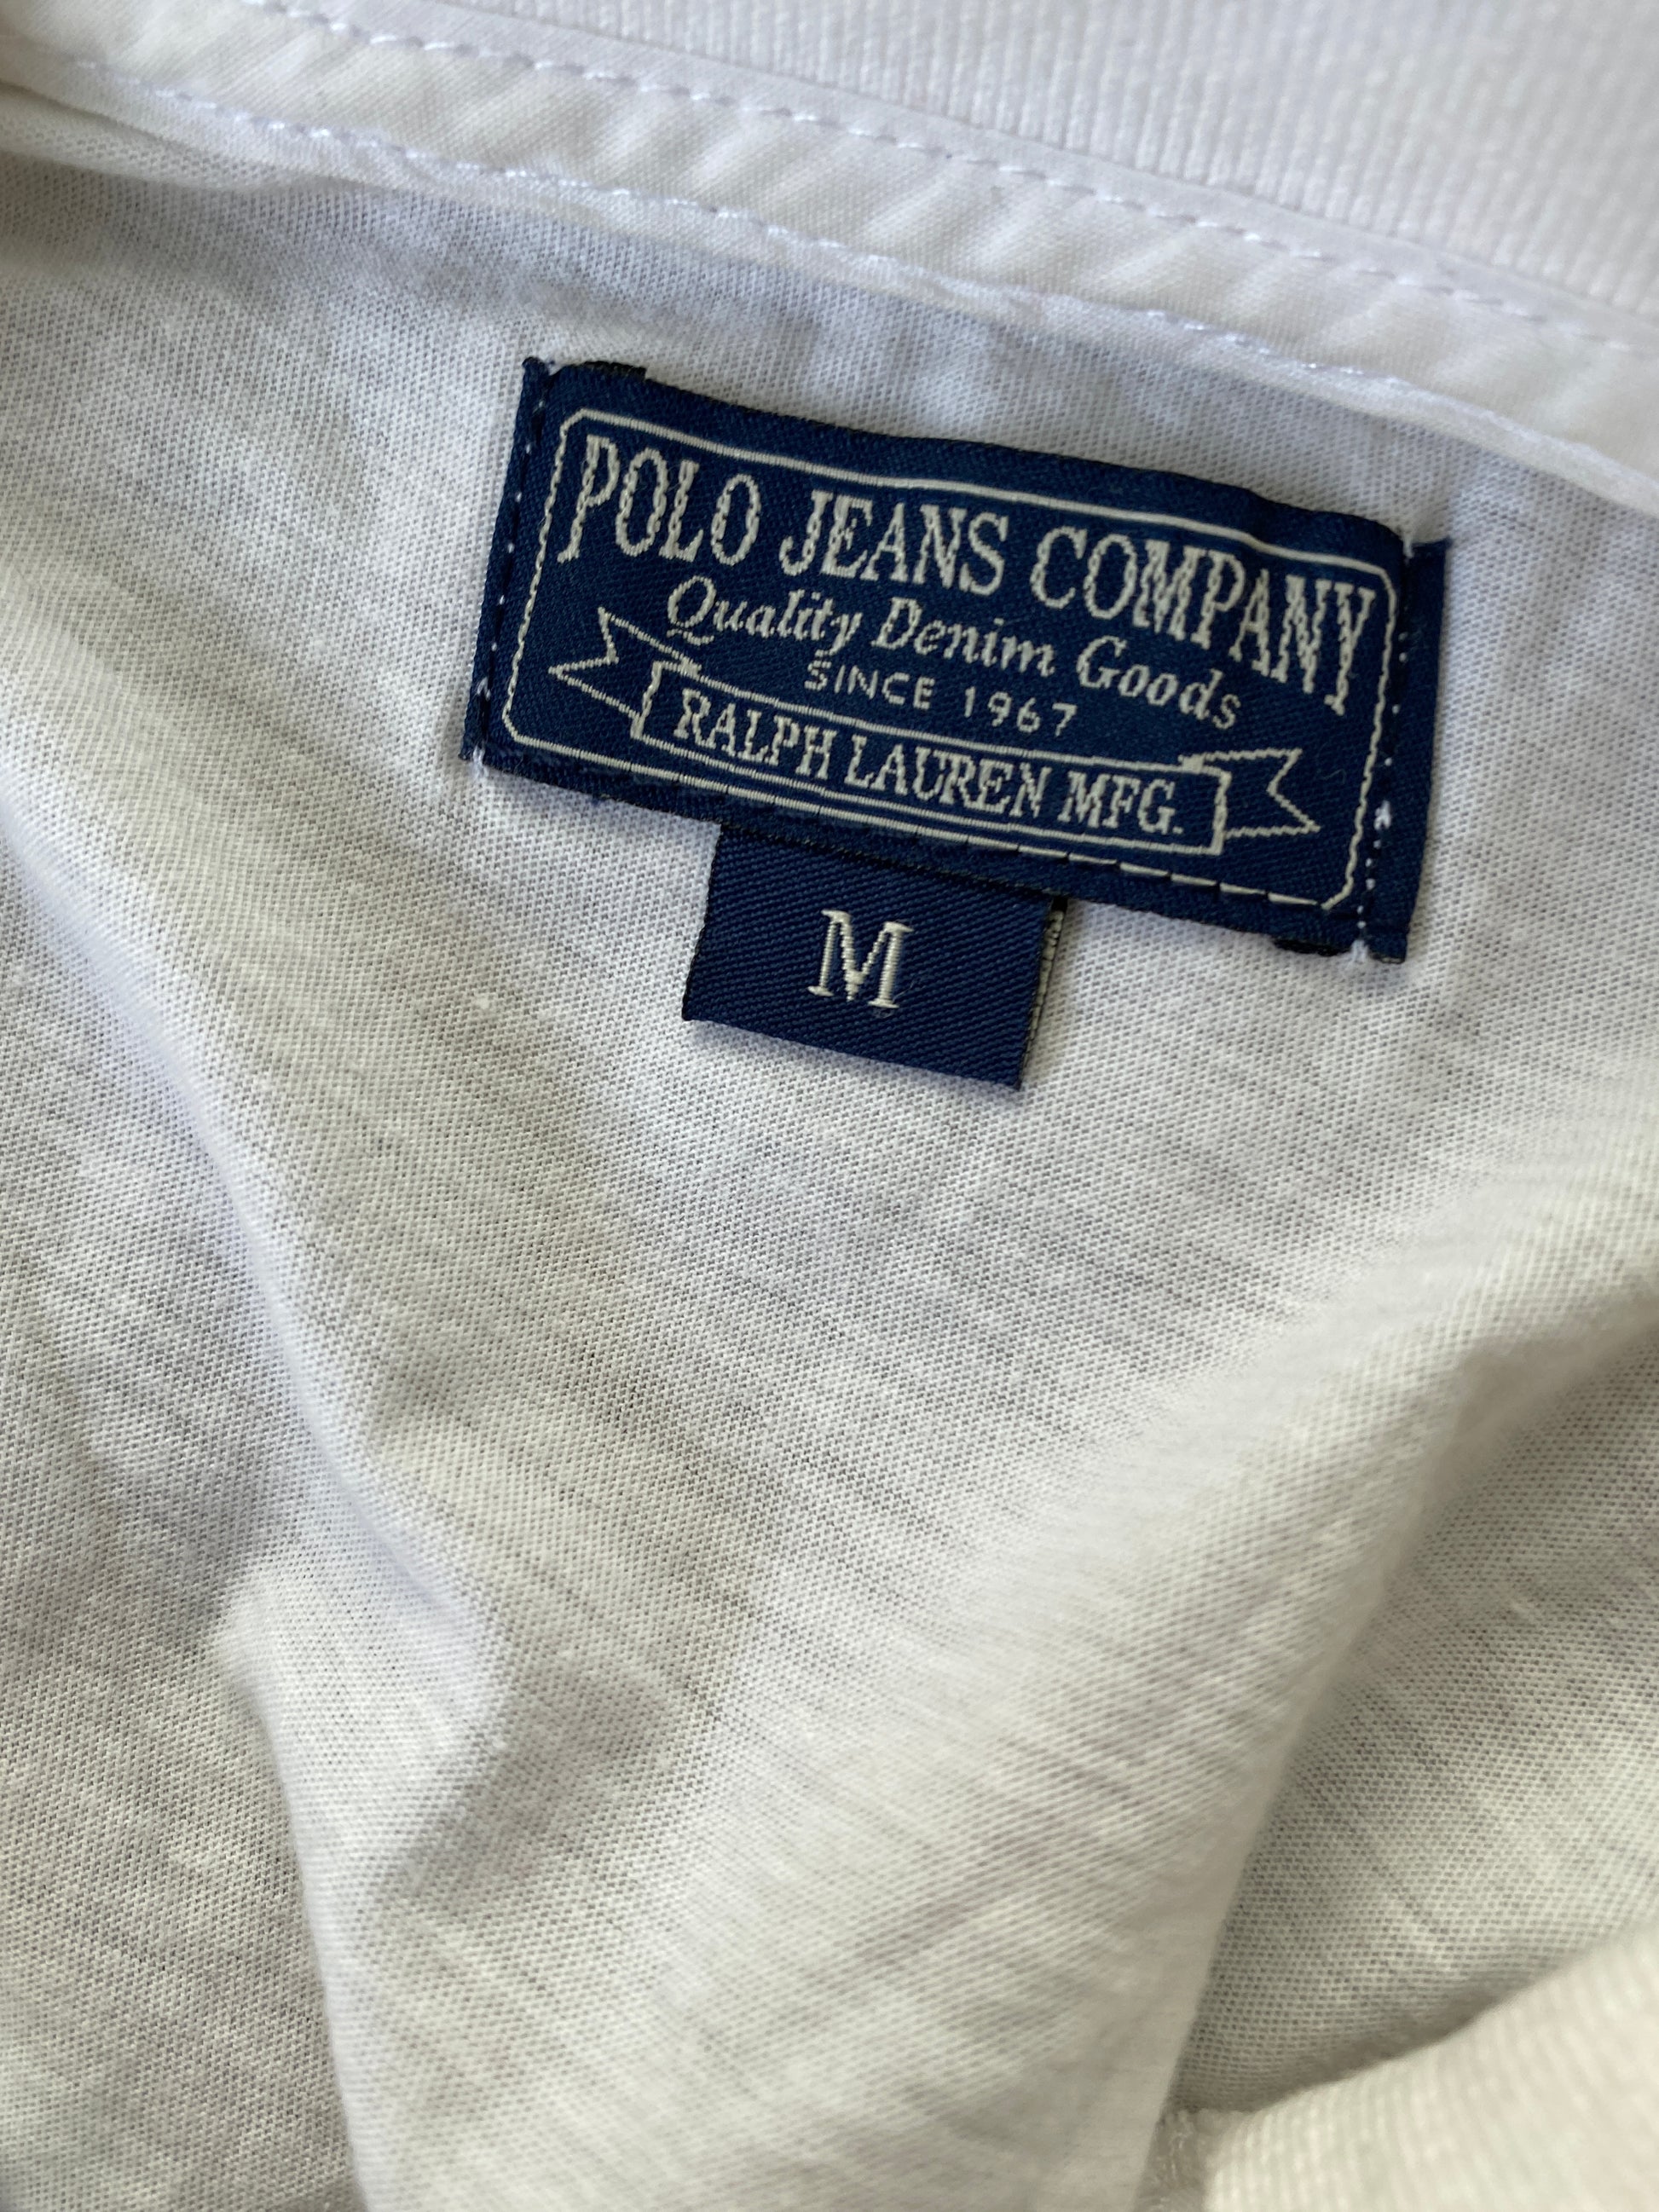 POLO JEANS COMPANY
Quality Denim Goods
SINCE 1967
RALPH LAUREN MFG.
M